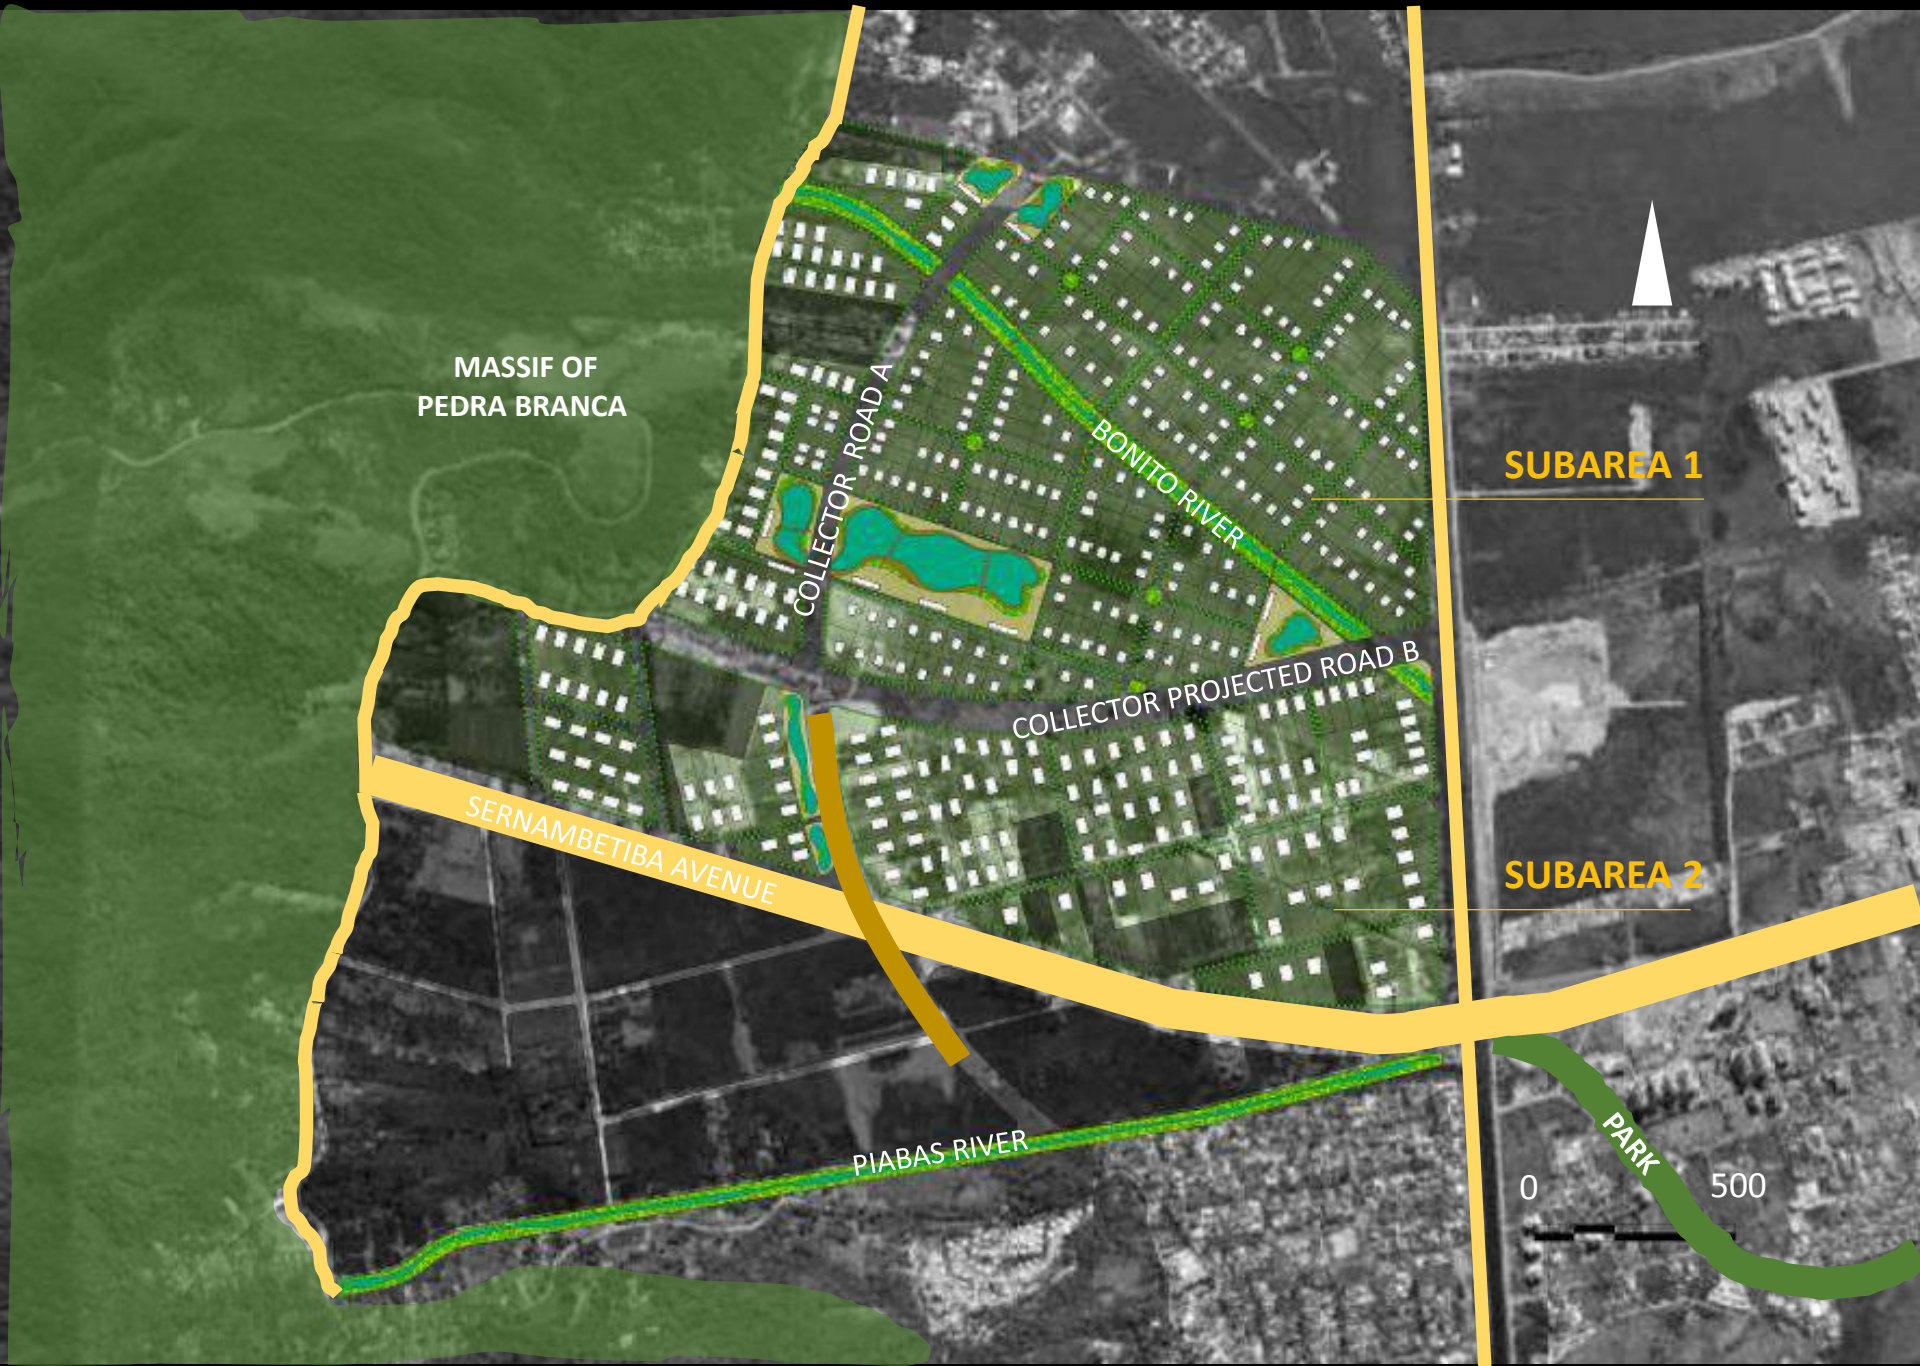 MASSIF OF
PEDRA BRANCA
COLLECTOR ROAD A
BONITO RIVER
SUBAREA 1
COLLECTOR PROJECTED ROAD B
SERNAMBETIBA AVENUE
SUBAREA 2
PIABAS RIVER
PARK
0 500